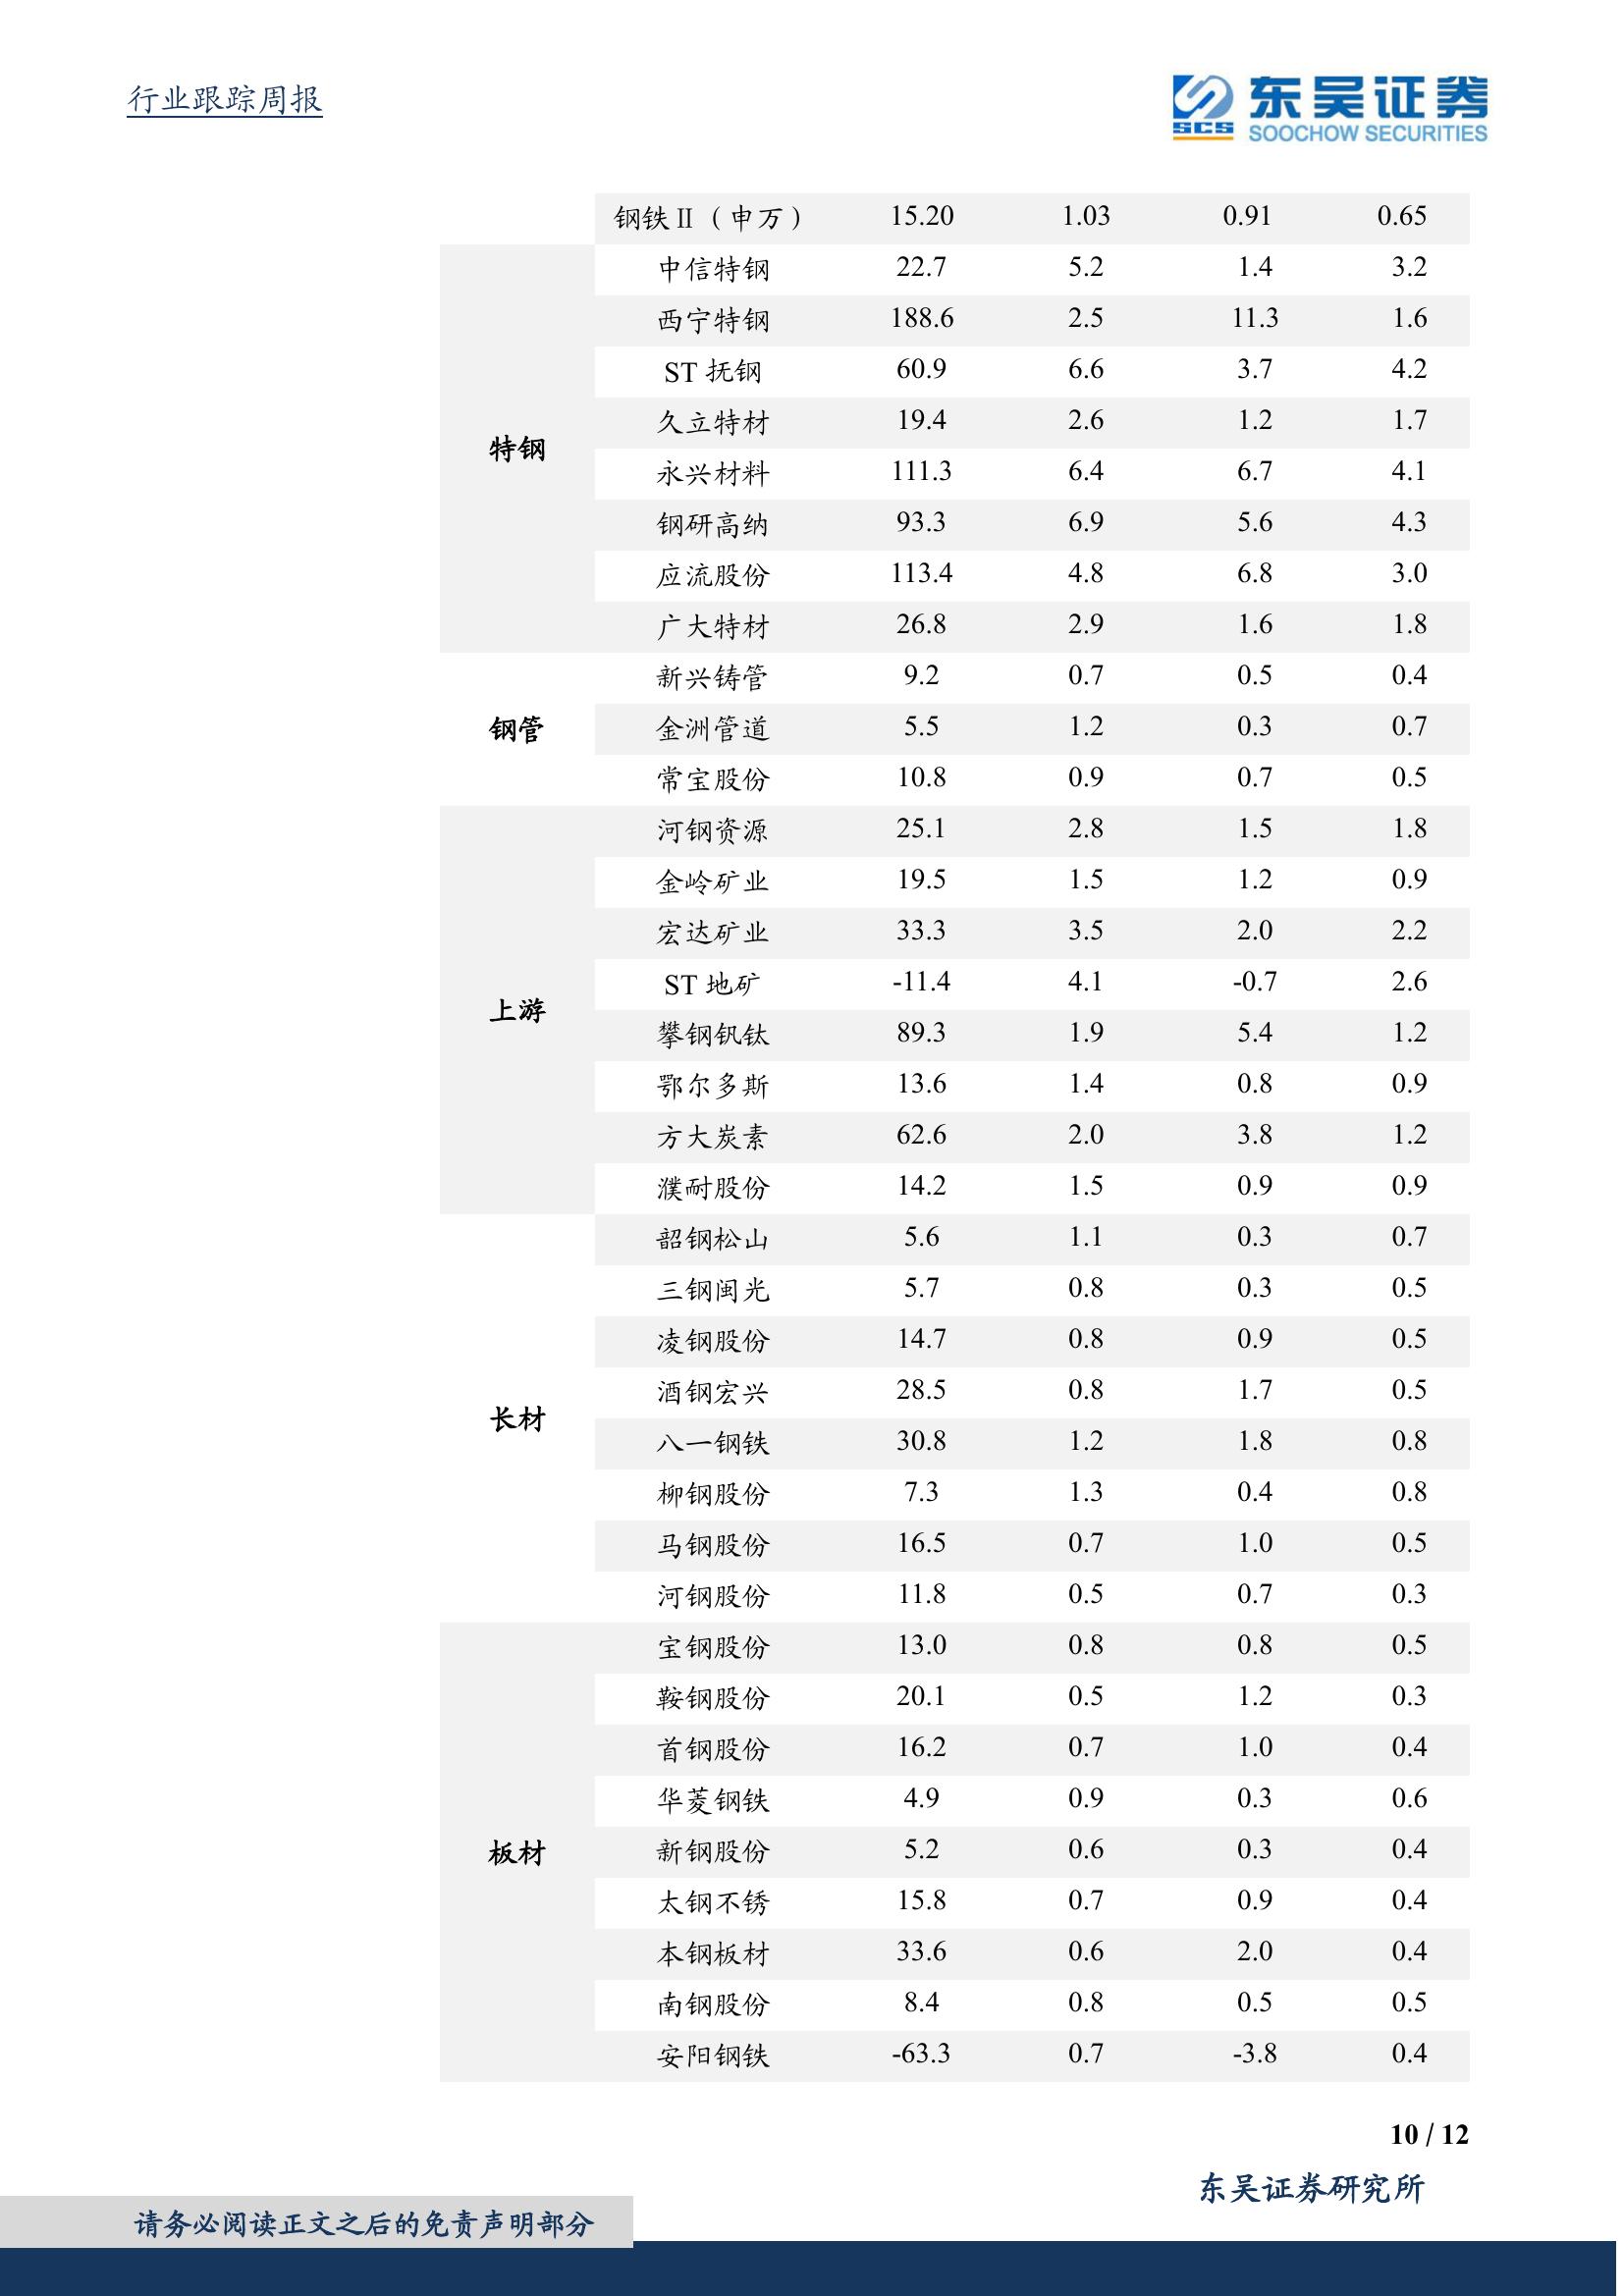 行业跟踪周报
SCS 东吴证券
SOOCHOW SECURITIES
钢铁Ⅱ（申万） 15.20 1.03 0.91 0.65
特钢
中信特钢 22.7 5.2 1.4 3.2
西宁特钢 188.6 2.5 11.3 1.6
ST 抚钢 60.9 6.6 3.7 4.2
久立特材 19.4 2.6 1.2 1.7
永兴材料 111.3 6.4 6.7 4.1
钢研高纳 93.3 6.9 5.6 4.3
应流股份 113.4 4.8 6.8 3.0
广大特材 26.8 2.9 1.6 1.8
钢管
新兴铸管 9.2 0.7 0.5 0.4
金洲管道 5.5 1.2 0.3 0.7
常宝股份 10.8 0.9 0.7 0.5
上游
河钢资源 25.1 2.8 1.5 1.8
金岭矿业 19.5 1.5 1.2 0.9
宏达矿业 33.3 3.5 2.0 2.2
ST 地矿 -11.4 4.1 -0.7 2.6
攀钢钒钛 89.3 1.9 5.4 1.2
鄂尔多斯 13.6 1.4 0.8 0.9
方大炭素 62.6 2.0 3.8 1.2
濮耐股份 14.2 1.5 0.9 0.9
长材
韶钢松山 5.6 1.1 0.3 0.7
三钢闽光 5.7 0.8 0.3 0.5
凌钢股份 14.7 0.8 0.9 0.5
酒钢宏兴 28.5 0.8 1.7 0.5
八一钢铁 30.8 1.2 1.8 0.8
柳钢股份 7.3 1.3 0.4 0.8
马钢股份 16.5 0.7 1.0 0.5
河钢股份 11.8 0.5 0.7 0.3
板材
宝钢股份 13.0 0.8 0.8 0.5
鞍钢股份 20.1 0.5 1.2 0.3
首钢股份 16.2 0.7 1.0 0.4
华菱钢铁 4.9 0.9 0.3 0.6
新钢股份 5.2 0.6 0.3 0.4
太钢不锈 15.8 0.7 0.9 0.4
本钢板材 33.6 0.6 2.0 0.4
南钢股份 8.4 0.8 0.5 0.5
安阳钢铁 -63.3 0.7 -3.8 0.4
10 / 12
东吴证券研究所
请务必阅读正文之后的免责声明部分